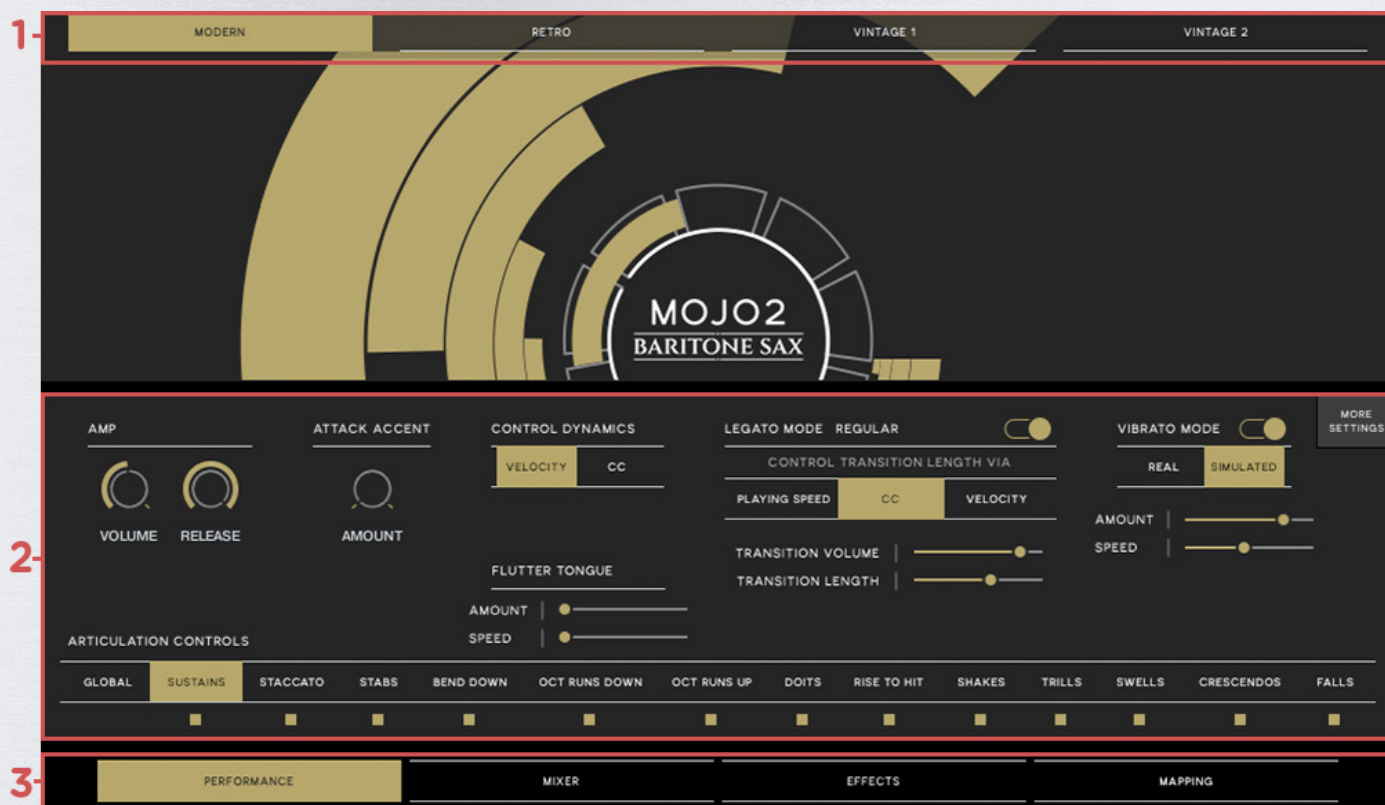 1 MODERN RETRO VINTAGE 1 VINTAGE 2
MOJO2
BARITONE SAX
MORE
SETTINGS
AMP ATTACK ACCENT CONTROL DYNAMICS LEGATO MODE REGULAR VIBRATO MODE
VELOCITY CC CONTROL TRANSITION LENGTH VIA REAL SIMULATED
PLAYING SPEED CC VELOCITY
VOLUME RELEASE AMOUNT AMOUNT
2 TRANSITION VOLUME SPEED
FLUTTER TONGUE TRANSITION LENGTH
AMOUNT
SPEED
ARTICULATION CONTROLS
GLOBAL SUSTAINS STACCATO STABS BEND DOWN OCT RUNS DOWN OCT RUNS UP DOITS RISE TO HIT SHAKES TRILLS SWELLS CRESCENDOS FALLS
3 PERFORMANCE MIXER EFFECTS MAPPING